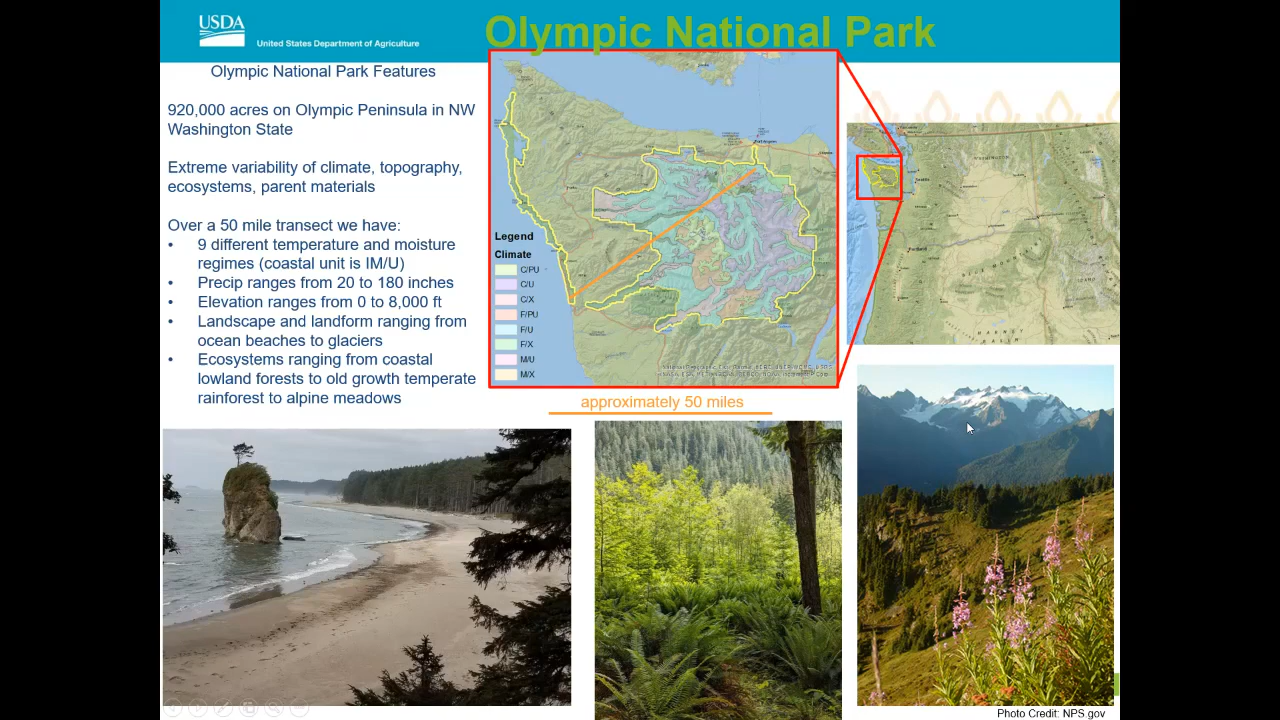 USDA
United States Department of Agriculture
Olympic National Park
Olympic National Park Features
920,000 acres on Olympic Peninsula in NW
Washington State
Extreme variability of climate, topography,
ecosystems, parent materials
Over a 50 mile transect we have:
• 9 different temperature and moisture
regimes (coastal unit is IM/U)
• Precip ranges from 20 to 180 inches
• Elevation ranges from 0 to 8,000 ft
• Landscape and landform ranging from
ocean beaches to glaciers
• Ecosystems ranging from coastal
lowland forests to old growth temperate
rainforest to alpine meadows
Port Angeles
Legend
Climate
C/PU
C/U
C/X
F/PU
F/U
F/X
M/U
M/X
approximately 50 miles
WASHINGTON
Seattle
Portland
Photo Credit: NPS.gov